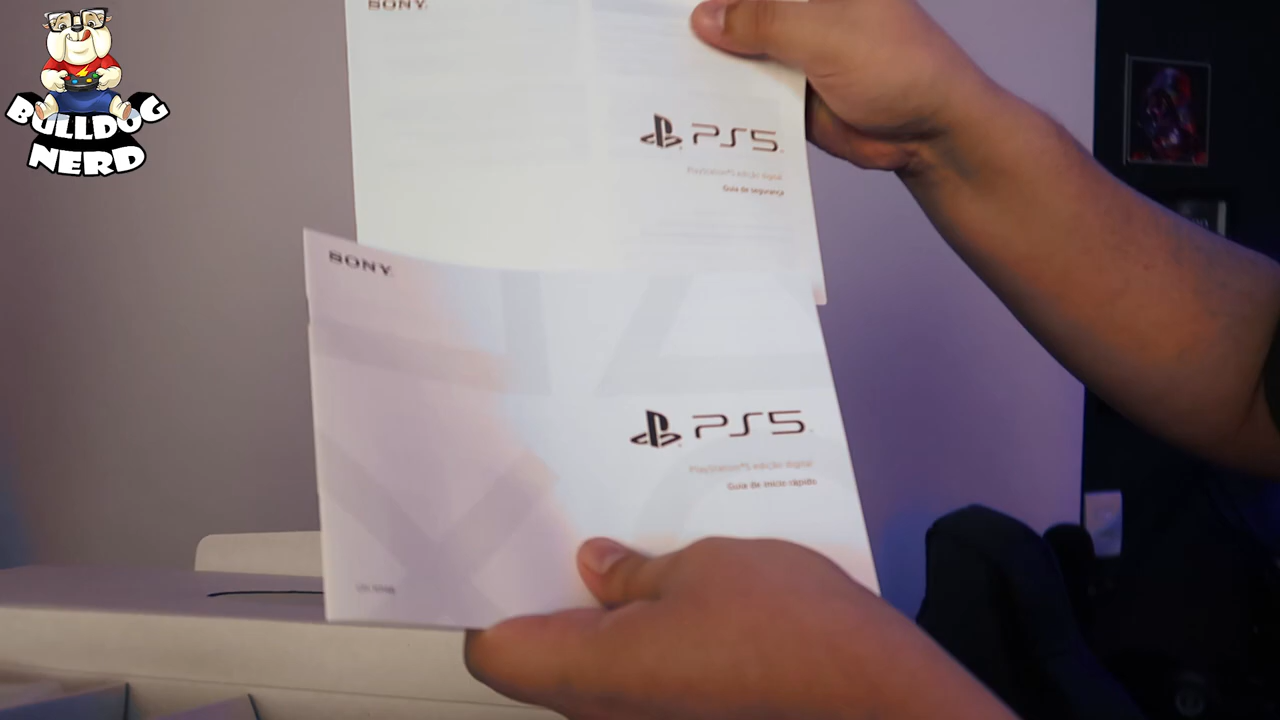 SONY
BULLDOG
NERD
PS5
PlayStation®5 edição digital
Guia de segurança
SONY
PS5
PlayStation®5 edição digital
Guia de início rápido